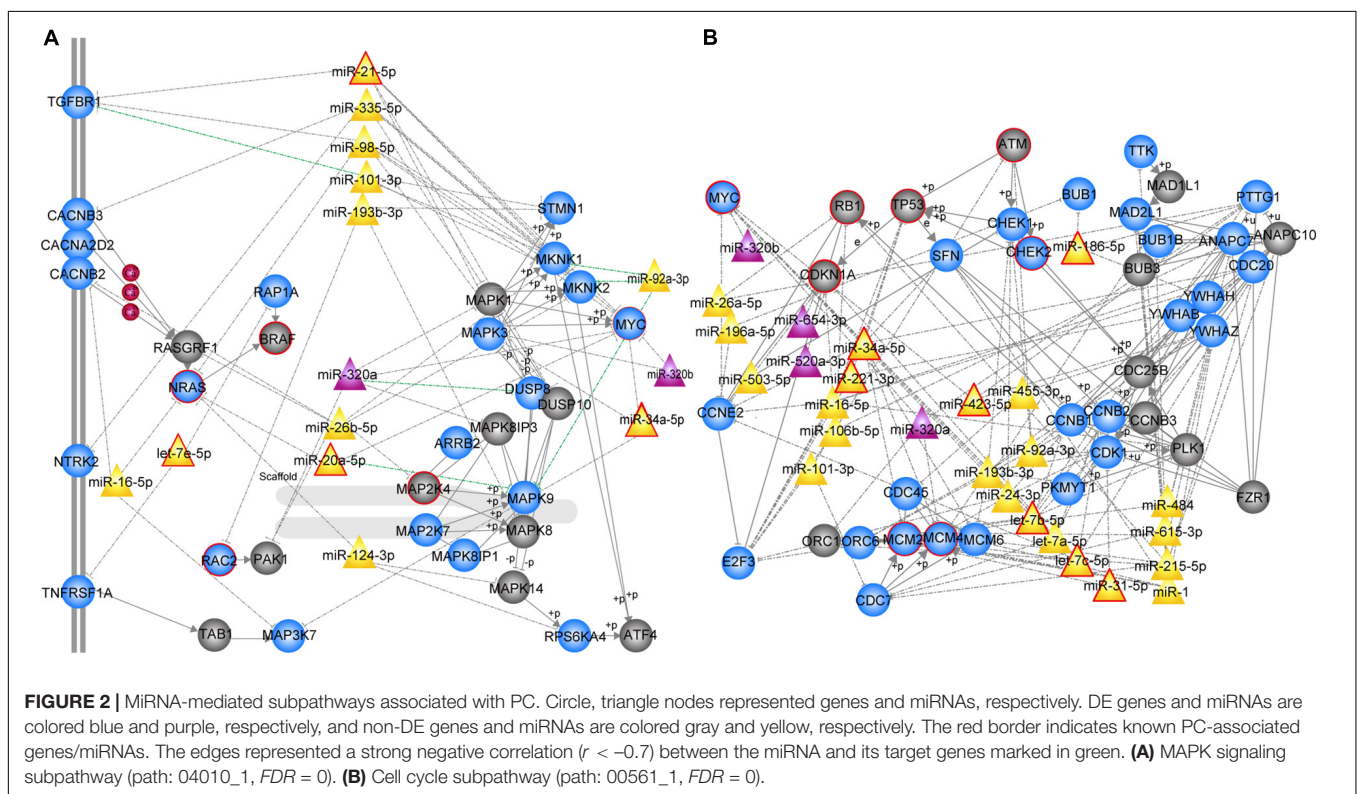 A
B
miR-21-5p
TGFBR1
miR-335-5p
miR-98-5p
miR-101-3p
miR-193b-3p
CACNB3
CACNA2D2
CACNB2
STMN1
+p
+p
MKNK1
+p
MKNK2
miR-92a-3p
RAP1A
MAPK1
MAPK3
+p
+p
MYC
BRAF
RASGRF1
-p
-p
miR-320a
NRAS
DUSP8
DUSP10
miR-320b
miR-26b-5p
MAPK8IP3
ARRB2
miR-34a-5p
let-7e-5p
NTRK2
miR-16-5p
miR-20a-5p
Scaffold
MAP2K4
+p
MAPK9
+p
MAP2K7
+p
MAPK8
MAPK8IP1
miR-124-3p
RAC2
PAK1
-p
-p
MAPK14
TNFRSF1A
+p
+p
+p
TAB1
MAP3K7
RPS6KA4
+p
ATF4
ATM
TTK
+p
MAD1L1
MYC
RB1
TP53
+p
+p
+p
BUB1
PTTG1
MAD2L1
CHEK1
+u
+u
ANAPC7
ANAPC10
+p
e
e
+p
miR-320b
SFN
CHEK2
miR-186-5p
BUB1B
CDC20
BUB3
CDKN1A
miR-26a-5p
YWHAH
YWHAB
miR-654-3p
miR-196a-5p
YWHAZ
miR-34a-5p
miR-520a-3p
miR-503-5p
miR-221-3p
CDC25B
miR-455-3p
miR-423-5p
CCNE2
miR-16-5p
+p
CCNB2
CCNB1
CCNB3
miR-106b-5p
miR-320a
+p
miR-92a-3p
CDK1
+u
+p
PLK1
miR-101-3p
miR-193b-3p
PKMYT1
+p
CDC45
miR-24-3p
FZR1
miR-484
let-7b-5p
ORC1
ORC6
MCM2
MCM4
MCM6
let-7a-5p
miR-615-3p
E2F3
+p
+p
+p
let-7c-5p
miR-215-5p
CDC7
miR-31-5p
miR-1
FIGURE 2 | MiRNA-mediated subpathways associated with PC. Circle, triangle nodes represented genes and miRNAs, respectively. DE genes and miRNAs are
colored blue and purple, respectively, and non-DE genes and miRNAs are colored gray and yellow, respectively. The red border indicates known PC-associated
genes/miRNAs. The edges represented a strong negative correlation (r < –0.7) between the miRNA and its target genes marked in green. (A) MAPK signaling
subpathway (path: 04010_1, FDR = 0). (B) Cell cycle subpathway (path: 00561_1, FDR = 0).